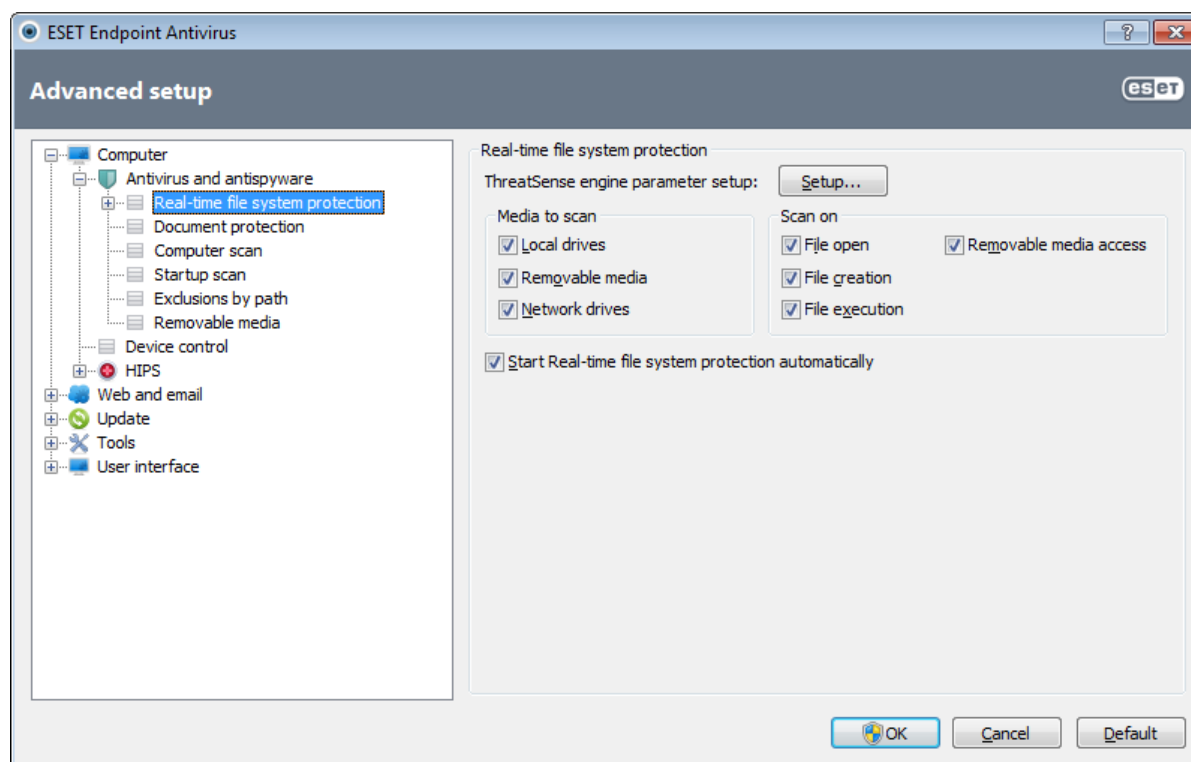 ESET Endpoint Antivirus
?
Advanced setup
eseT
Computer
Antivirus and antispyware
Real-time file system protection
Document protection
Computer scan
Startup scan
Exclusions by path
Removable media
Device control
HIPS
Web and email
Update
Tools
User interface
Real-time file system protection
ThreatSense engine parameter setup: Setup...
Media to scan
Local drives
Removable media
Network drives
Scan on
File open Removable media access
File creation
File execution
Start Real-time file system protection automatically
OK Cancel Default